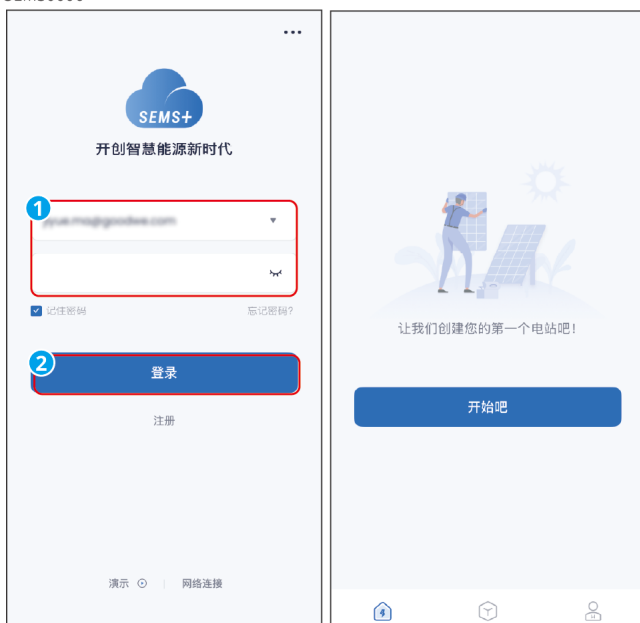 SEMS+
开创智慧能源新时代
1
记住密码
忘记密码?
2
登录
注册
演示
网络连接
让我们创建您的第一个电站吧!
开始吧